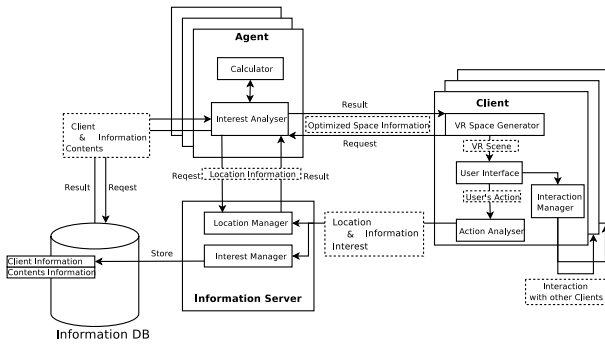 Agent
Calculator
Interest Analyser
Client
& Information
Contents
Result
Optimized Space Information
Request
Client
VR Space Generator
VR Scene
User Interface
User's Action
Interaction
Manager
Action Analyser
Reqest
Location Information
Result
Result
Reqest
Location Manager
Interest Manager
Information Server
Location
& Information
Interest
Store
Client Information
Contents Information
Information DB
Interaction
with other Clients